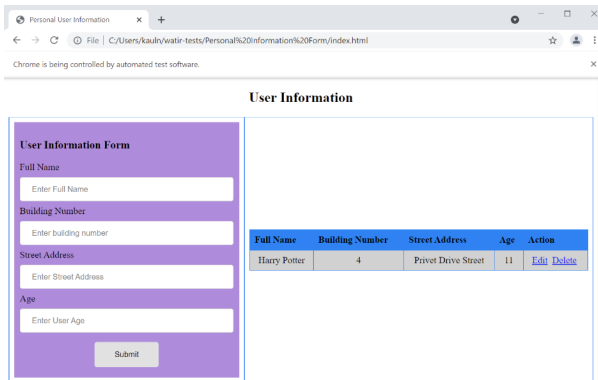 Personal User Information
File | C:/Users/kauln/watir-tests/Personal%20Information%20Form/index.html
Chrome is being controlled by automated test software.
User Information
User Information Form
Full Name
Enter Full Name
Building Number
Enter building number
Street Address
Enter Street Address
Age
Enter User Age
Submit
Full Name Building Number Street Address Age Action
Harry Potter 4 Privet Drive Street 11 Edit Delete